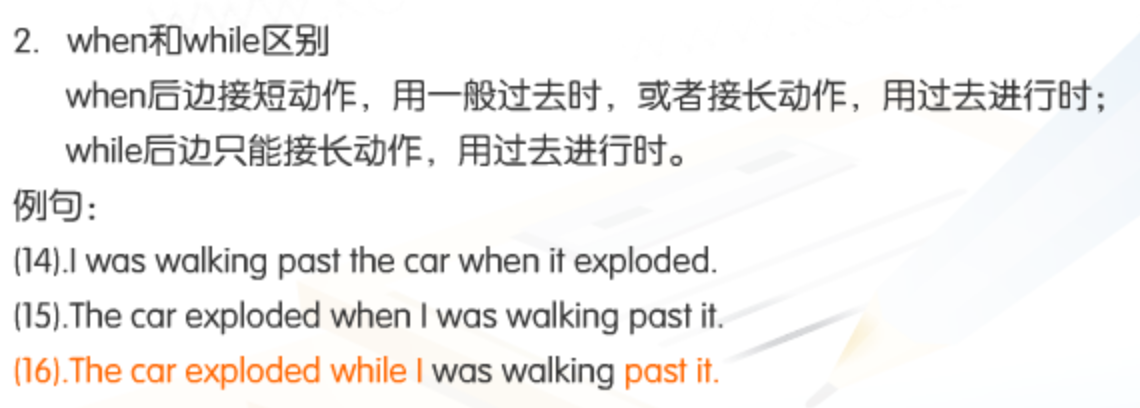 2. when和while区别
when后边接短动作，用一般过去时，或者接长动作，用过去进行时；
while后边只能接长动作，用过去进行时。
例句：
(14).I was walking past the car when it exploded.
(15).The car exploded when I was walking past it.
(16).The car exploded while I was walking past it.